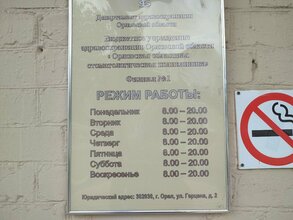 Департамент здравоохранения
Орловской области
Бюджетное учреждение
здравоохранения Орловской области
«Орловская областная
стоматологическая поликлиника»
Филиал №1
РЕЖИМ РАБОТЫ:
Понедельник 8.00 – 20.00
Вторник 8.00 – 20.00
Среда 8.00 – 20.00
Четверг 8.00 – 20.00
Пятница 8.00 – 20.00
Суббота 8.00 – 20.00
Воскресенье 8.00 – 20.00
Юридический адрес: 302030, г. Орел, ул. Герцена, д. 2